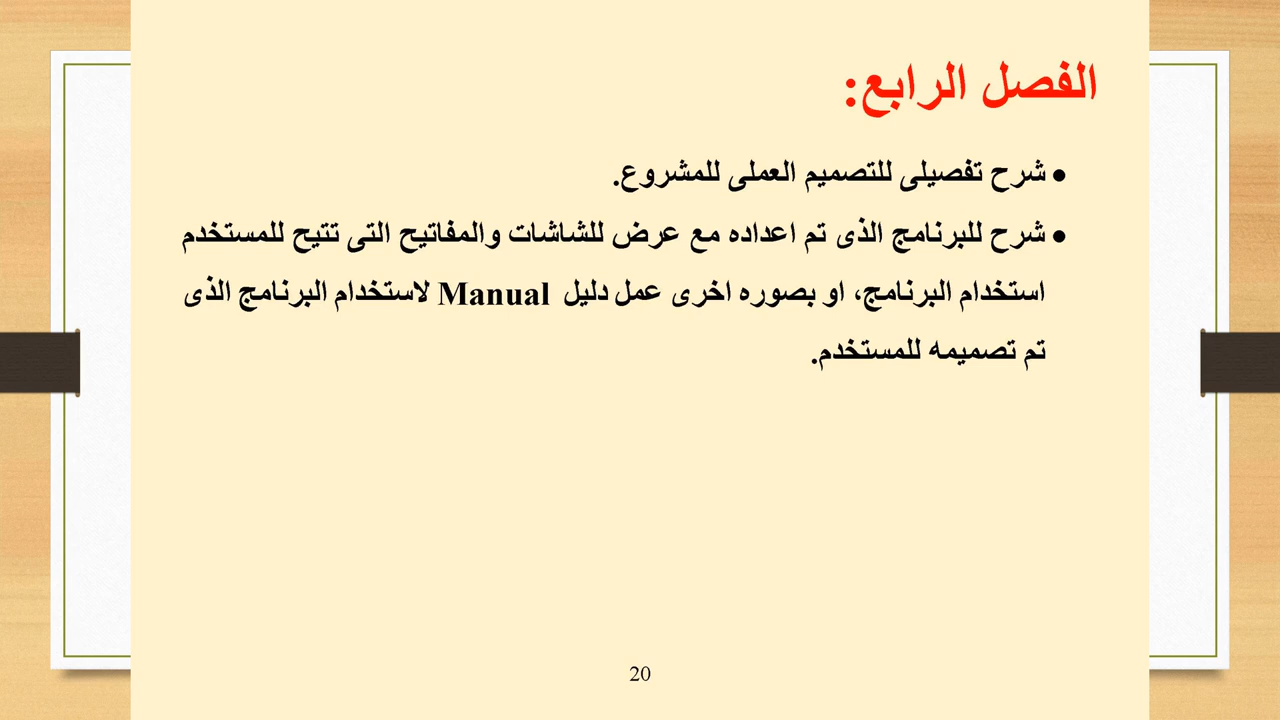 الفصل الرابع:
• شرح تفصيلى للتصميم العملى للمشروع.
• شرح للبرنامج الذى تم اعداده مع عرض للشاشات والمفاتيح التى تتيح للمستخدم
استخدام البرنامج، او بصوره اخرى عمل دليل Manual لاستخدام البرنامج الذى
تم تصميمه للمستخدم.
20